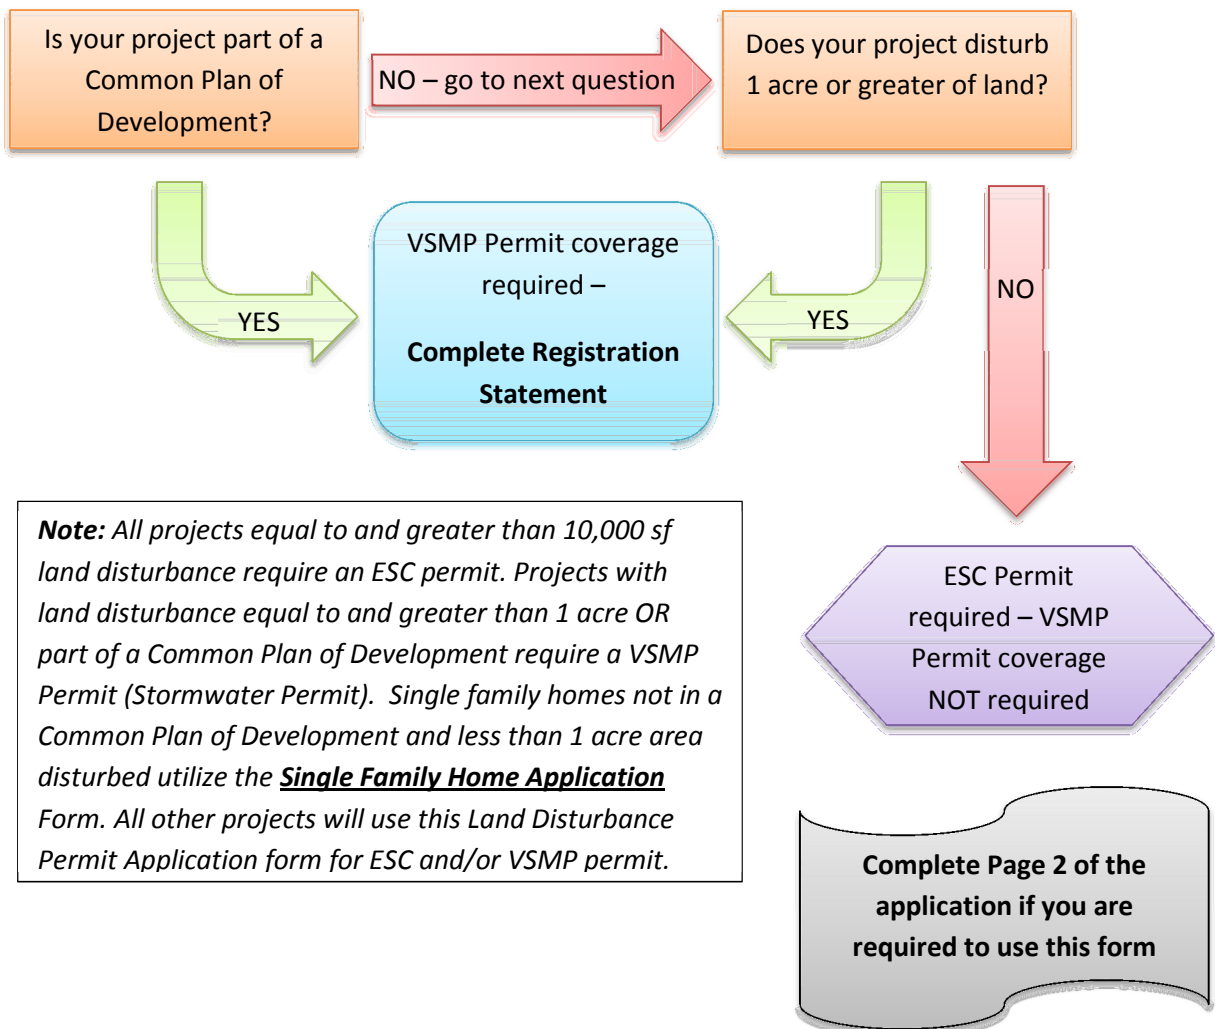 Is your project part of a
Common Plan of
Development?
NO – go to next question
Does your project disturb
1 acre or greater of land?
YES
VSMP Permit coverage
required –
Complete Registration
Statement
YES
NO
Note: All projects equal to and greater than 10,000 sf
land disturbance require an ESC permit. Projects with
land disturbance equal to and greater than 1 acre OR
part of a Common Plan of Development require a VSMP
Permit (Stormwater Permit).  Single family homes not in a
Common Plan of Development and less than 1 acre area
disturbed utilize the Single Family Home Application
Form. All other projects will use this Land Disturbance
Permit Application form for ESC and/or VSMP permit.
ESC Permit
required – VSMP
Permit coverage
NOT required
Complete Page 2 of the
application if you are
required to use this form